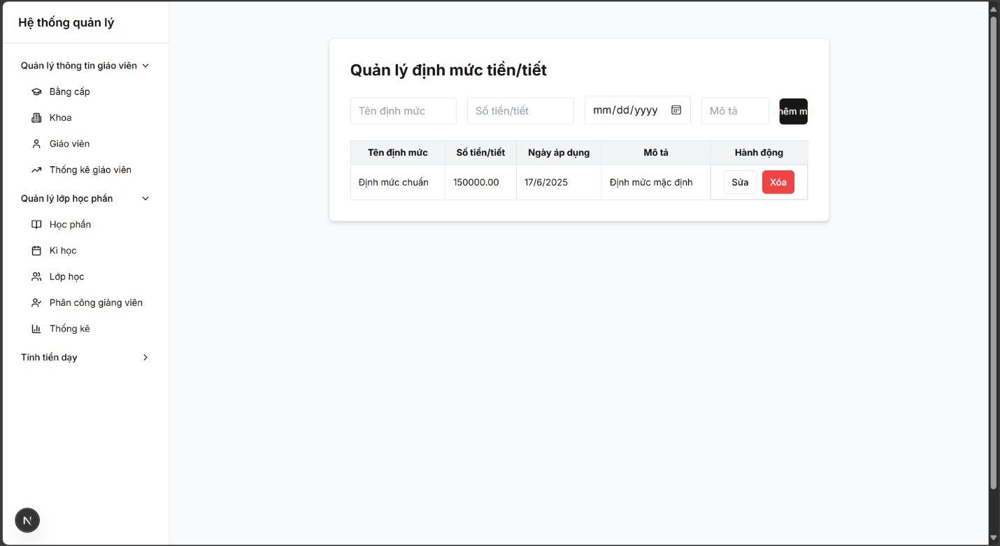 Hệ thống quản lý
Quản lý thông tin giáo viên
Bằng cấp
Khoa
Giáo viên
Thống kê giáo viên
Quản lý lớp học phần
Học phần
Kì học
Lớp học
Phân công giảng viên
Thống kê
Tính tiền dạy
N
Quản lý định mức tiền/tiết
Tên định mức Số tiền/tiết mm/dd/yyyy Mô tả hêm m
Tên định mức Số tiền/tiết Ngày áp dụng Mô tả Hành động
Định mức chuẩn 150000.00 17/6/2025 Định mức mặc định Sửa Xóa